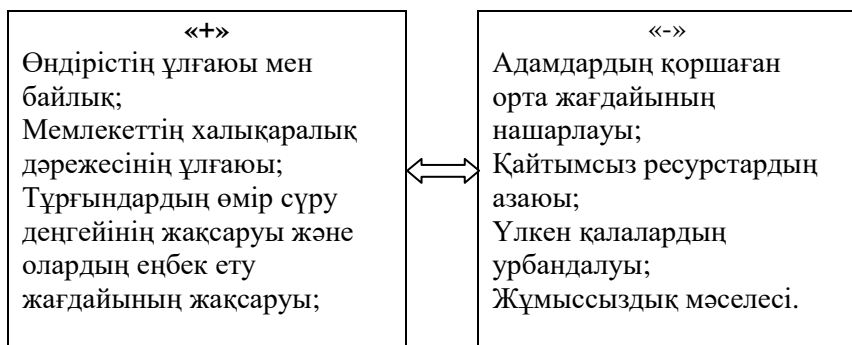 «+»
Өндірістің ұлғаюы мен
байлық;
Мемлекеттің халықаралық
дәрежесінің ұлғаюы;
Тұрғындардың өмір сүру
деңгейінің жақсаруы және
олардың еңбек ету
жағдайының жақсаруы;
«-»
Адамдардың қоршаған
орта жағдайының
нашарлауы;
Қайтымсыз ресурстардың
азаюы;
Үлкен қалалардың
урбандалуы;
Жұмыссыздық мәселесі.